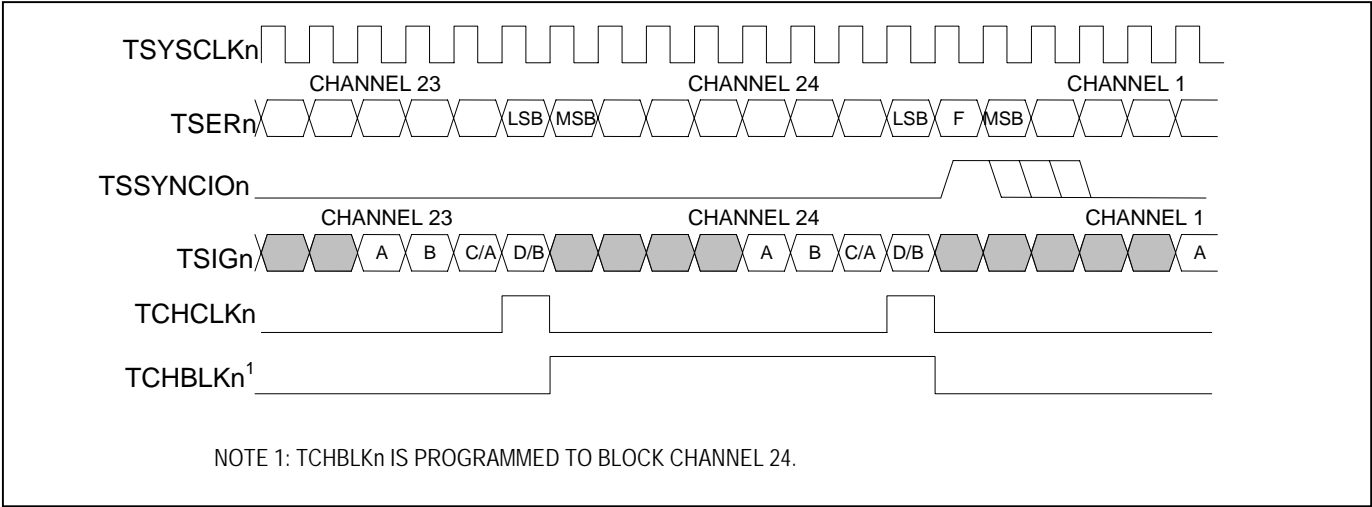 TSYSCLKn
CHANNEL 23 CHANNEL 24 CHANNEL 1
TSERn LSB MSB LSB F MSB
TSSYNCIOn
CHANNEL 23 CHANNEL 24 CHANNEL 1
TSIGn A B C/A D/B A B C/A D/B A
TCHCLKn
TCHBLKn1
NOTE 1: TCHBLKn IS PROGRAMMED TO BLOCK CHANNEL 24.